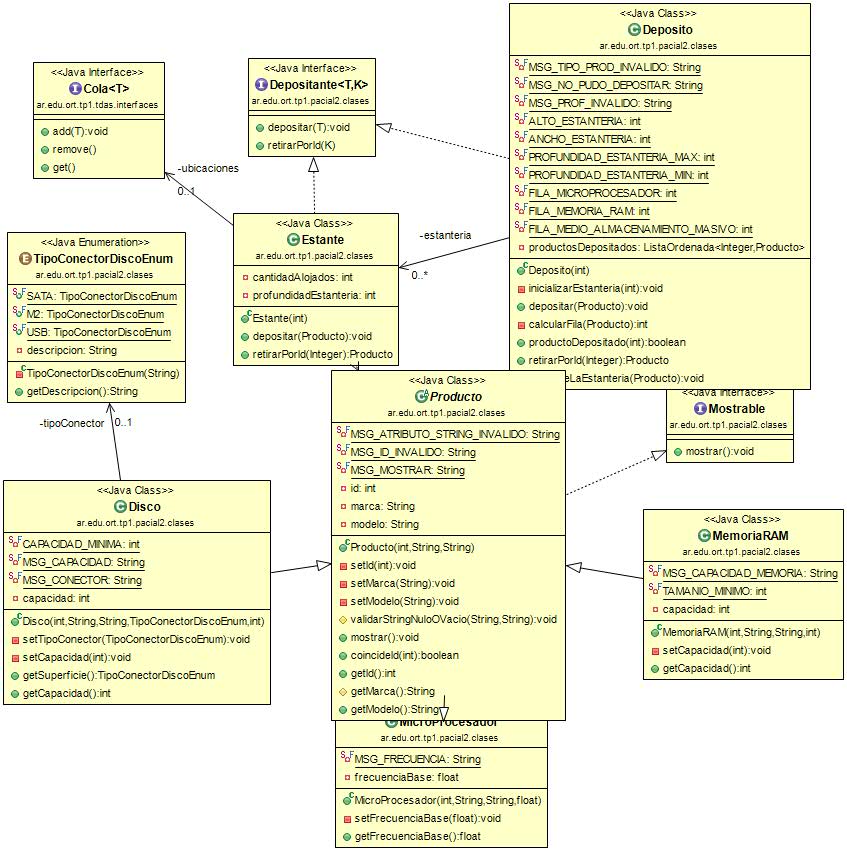 <<Java Class>>
Deposito
ar.edu.ort.tp1.pacial2.clases
MSG_TIPO_PROD_INVALIDO: String
MSG_NO_PUDO_DEPOSITAR: String
MSG_PROF_INVALIDO: String
ALTO_ESTANTERIA: int
ANCHO_ESTANTERIA: int
PROFUNDIDAD_ESTANTERIA_MAX: int
PROFUNDIDAD_ESTANTERIA_MIN: int
FILA_MICROPROCESADOR: int
FILA_MEMORIA_RAM: int
FILA_MEDIO_ALMACENAMIENTO_MASIVO: int
productosDepositados: ListaOrdenada<Integer,Producto>
Deposito(int)
inicializarEstanteria(int):void
depositar(Producto):void
calcularFila(Producto):int
productoDepositado(int):boolean
retirarPorId(Integer):Producto
eLaEstanteria(Producto):void
<<Java Interface>>
Cola<T>
ar.edu.ort.tp1.tdas.interfaces
add(T):void
remove()
get()
<<Java Interface>>
Depositante<T,K>
ar.edu.ort.tp1.pacial2.clases
depositar(T):void
retirarPorId(K)
-ubicaciones
0..1
<<Java Class>>
Estante
ar.edu.ort.tp1.pacial2.clases
cantidadAlojados: int
profundidadEstanteria: int
Estante(int)
depositar(Producto):void
retirarPorId(Integer):Producto
-estanteria
0..*
<<Java Enumeration>>
TipoConectorDiscoEnum
ar.edu.ort.tp1.pacial2.clases
SATA: TipoConectorDiscoEnum
M2: TipoConectorDiscoEnum
USB: TipoConectorDiscoEnum
descripcion: String
TipoConectorDiscoEnum(String)
getDescripcion():String
-tipoConector
0..1
<<Java Class>>
Producto
ar.edu.ort.tp1.pacial2.clases
MSG_ATRIBUTO_STRING_INVALIDO: String
MSG_ID_INVALIDO: String
MSG_MOSTRAR: String
id: int
marca: String
modelo: String
Producto(int,String,String)
setId(int):void
setMarca(String):void
setModelo(String):void
validarStringNuloOVacio(String,String):void
mostrar():void
coincideId(int):boolean
getId():int
getMarca():String
getModelo():String
<<Java Interface>>
Mostrable
ar.edu.ort.tp1.pacial2.clases
mostrar():void
<<Java Class>>
Disco
ar.edu.ort.tp1.pacial2.clases
CAPACIDAD_MINIMA: int
MSG_CAPACIDAD: String
MSG_CONECTOR: String
capacidad: int
Disco(int,String,String,TipoConectorDiscoEnum,int)
setTipoConector(TipoConectorDiscoEnum):void
setCapacidad(int):void
getSuperficie():TipoConectorDiscoEnum
getCapacidad():int
<<Java Class>>
MemoriaRAM
ar.edu.ort.tp1.pacial2.clases
MSG_CAPACIDAD_MEMORIA: String
TAMANIO_MINIMO: int
capacidad: int
MemoriaRAM(int,String,String,int)
setCapacidad(int):void
getCapacidad():int
MicroProcesador
ar.edu.ort.tp1.pacial2.clases
MSG_FRECUENCIA: String
frecuenciaBase: float
MicroProcesador(int,String,String,float)
setFrecuenciaBase(float):void
getFrecuenciaBase():float